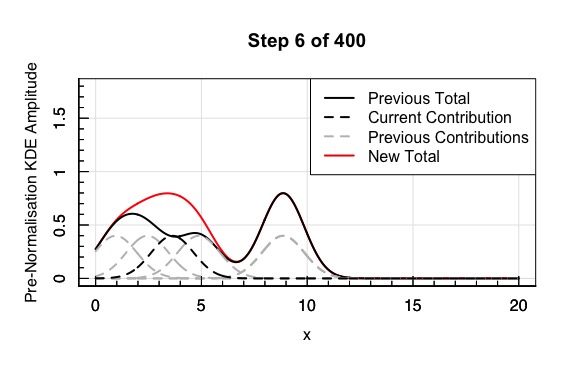 Step 6 of 400
Pre-Normalisation KDE Amplitude
1.5
1
0.5
0
Previous Total
Current Contribution
Previous Contributions
New Total
0 5 10 15 20
x